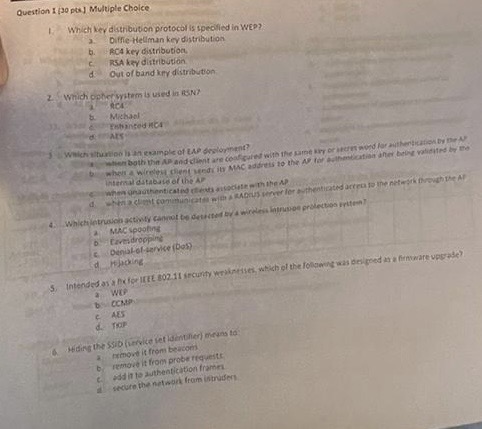 Question 1 [30 pts.] Multiple Choice
1. Which key distribution protocol is specified in WEP?
a. Diffie-Hellman key distribution
b. RC4 key distribution,
c. RSA key distribution
d. Out of band key distribution
2. Which cipher system is used in RSN?
a. RC4
b. Michael
c. Enhanced RC4
d. AES
3. Which situation is an example of EAP deployment?
a. when both the AP and client are configured with the same key or secret word for authentication by the AP
b. when a wireless client sends its MAC address to the AP for authentication after being validated by the
internal database of the AP
c. when unauthenticated clients associate with the AP
d. when a client communicates with a RADIUS server for authenticated access to the network through the AP
4. Which intrusion activity cannot be detected by a wireless intrusion protection system?
a. MAC spoofing
b. Eavesdropping
c. Denial-of-service (DoS)
d. Hijacking
5. Intended as a fix for IEEE 802.11 security weaknesses, which of the following was designed as a firmware upgrade?
a. WEP
b. CCMP
c. AES
d. TKIP
6. Hiding the SSID (service set identifier) means to:
a. remove it from beacons
b. remove it from probe requests
c. add it to authentication frames
d. secure the network from intruders